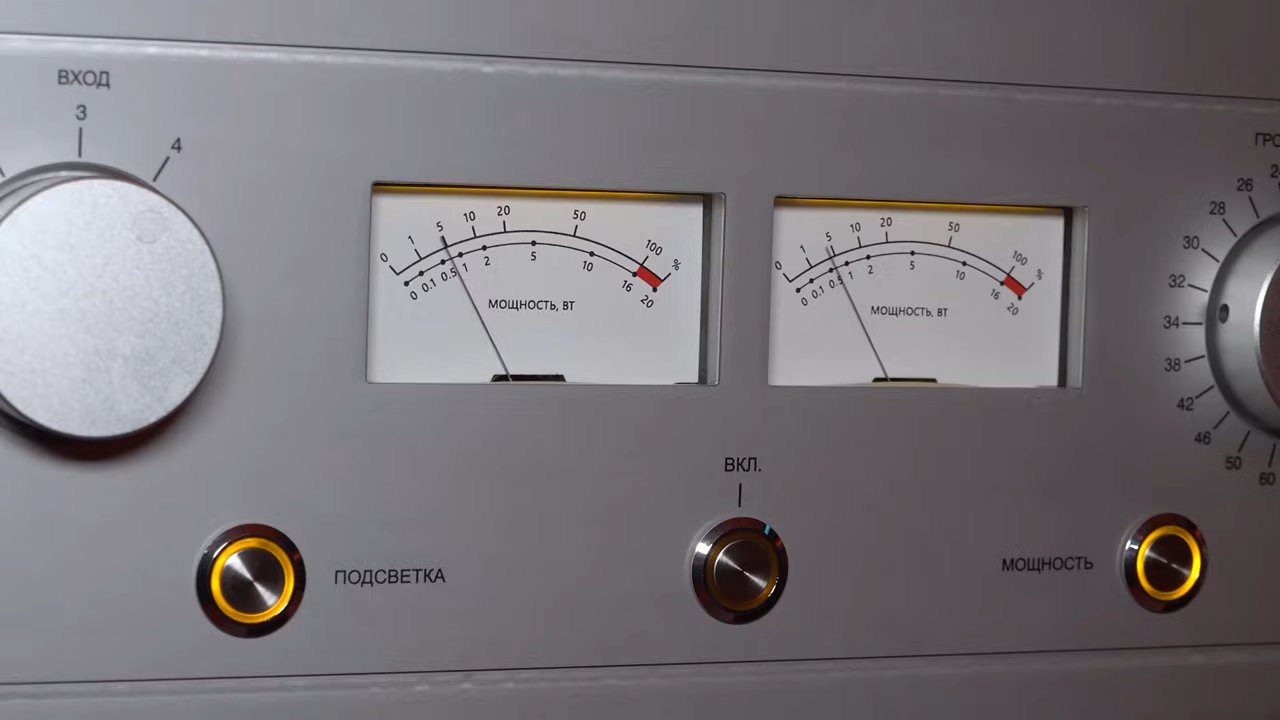 ВХОД
3
4
0 1 5 10 20 50 100 %
0 0.1 0.5 1 2 5 10 16 20
МОЩНОСТЬ, ВТ
0 1 5 10 20 50 100 %
0 0.1 0.5 1 2 5 10 16 20
МОЩНОСТЬ, ВТ
26
28
30
32
34
38
42
46
50
60
ВКЛ.
ПОДСВЕТКА
МОЩНОСТЬ